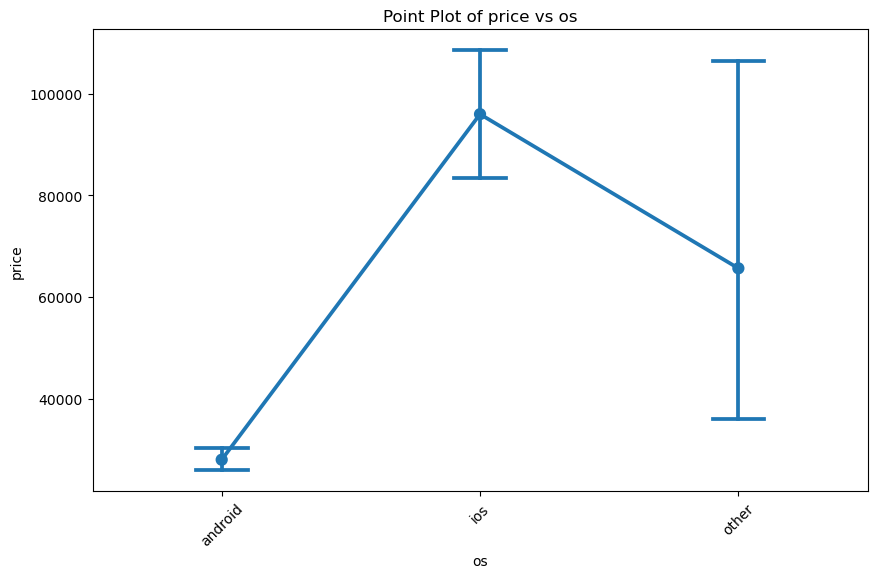 Point Plot of price vs os
price
100000
80000
60000
40000
android
ios
other
os